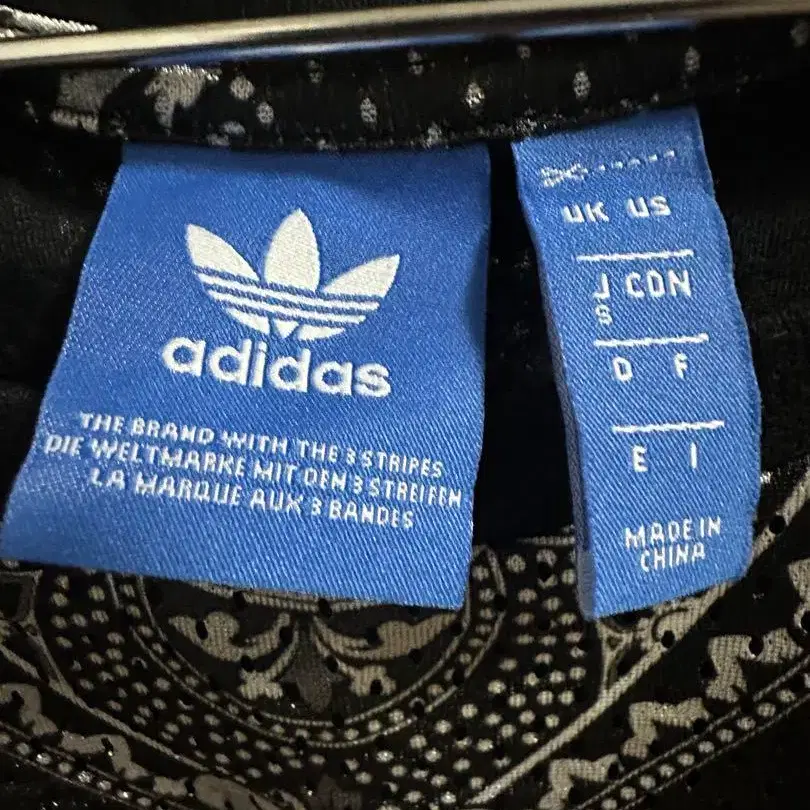 adidas
THE BRAND WITH THE 3 STRIPES
DIE WELTMARKE MIT DEN 3 STREIFEN
LA MARQUE AUX 3 BANDES
UK US
J CDN
S
D F
E I
MADE IN
CHINA